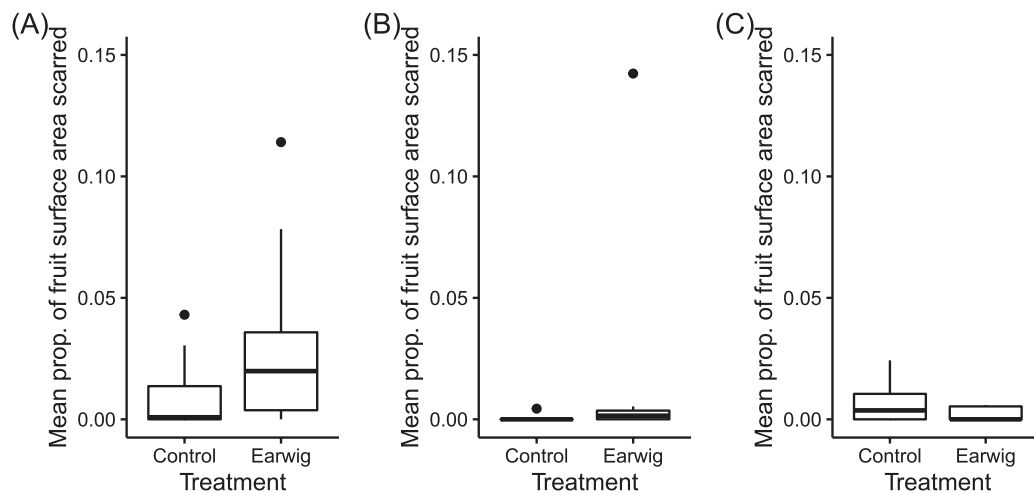 (A)
Mean prop. of fruit surface area scarred
0.15
0.10
0.05
0.00
Control
Earwig
Treatment
(B)
Mean prop. of fruit surface area scarred
0.15
0.10
0.05
0.00
Control
Earwig
Treatment
(C)
Mean prop. of fruit surface area scarred
0.15
0.10
0.05
0.00
Control
Earwig
Treatment